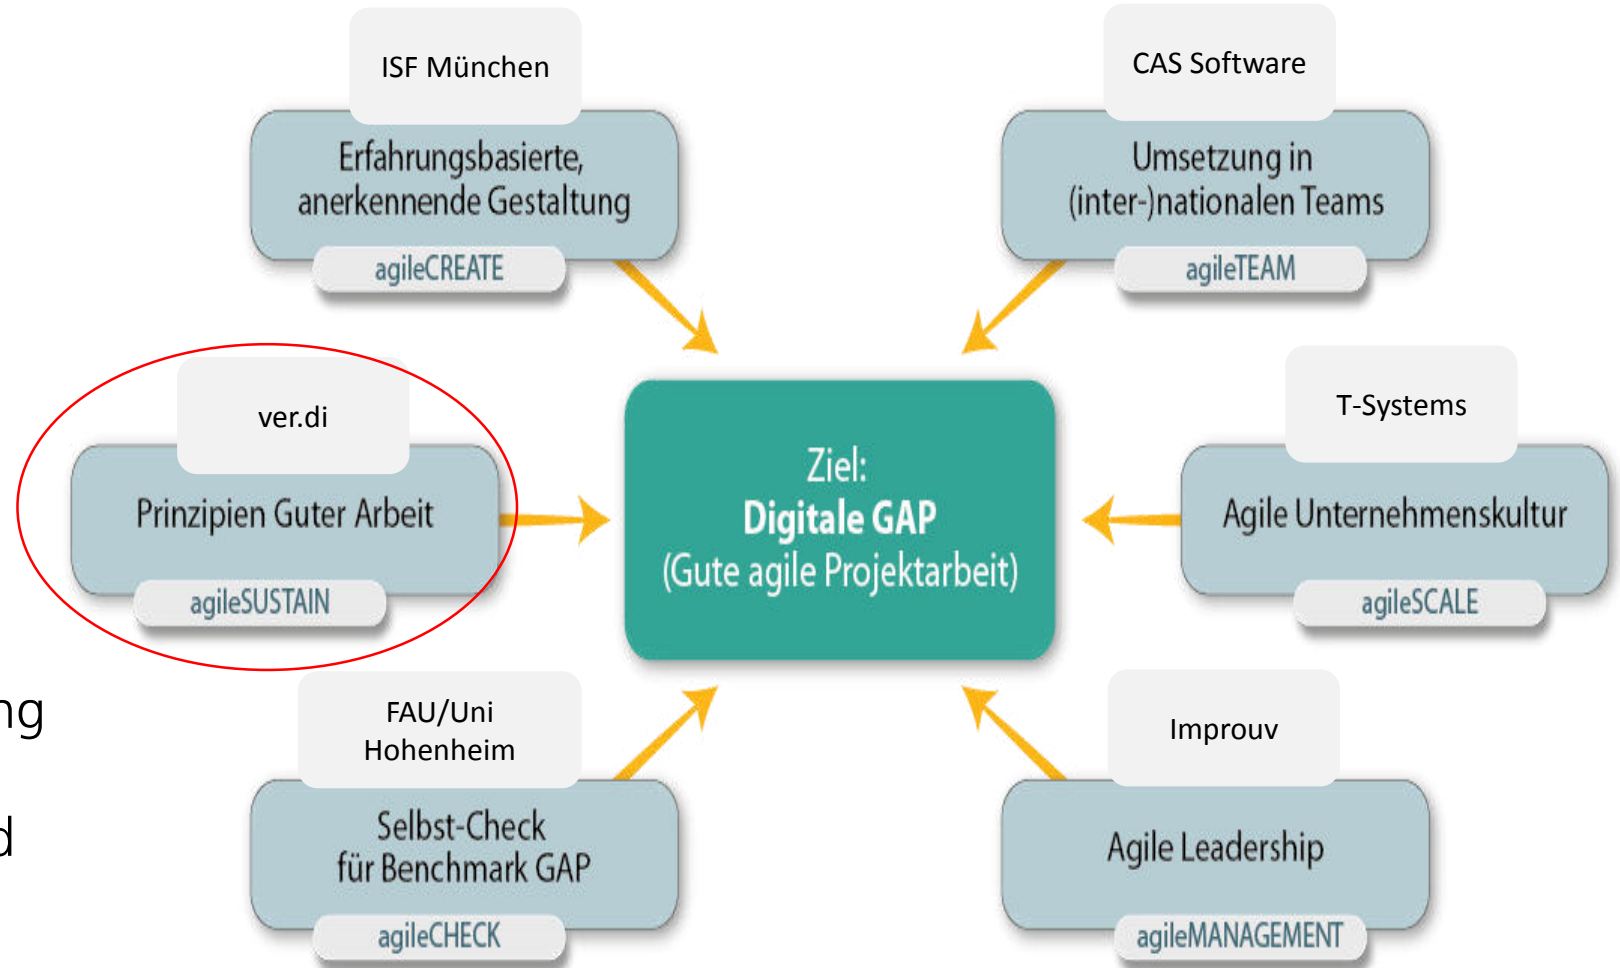 ISF München
Erfahrungsbasierte,
anerkennende Gestaltung
agileCREATE
CAS Software
Umsetzung in
(inter-)nationalen Teams
agileTEAM
ver.di
Prinzipien Guter Arbeit
agileSUSTAIN
Ziel:
Digitale GAP
(Gute agile Projektarbeit)
T-Systems
Agile Unternehmenskultur
agileSCALE
ng
d
FAU/Uni
Hohenheim
Selbst-Check
für Benchmark GAP
agileCHECK
Improuv
Agile Leadership
agileMANAGEMENT